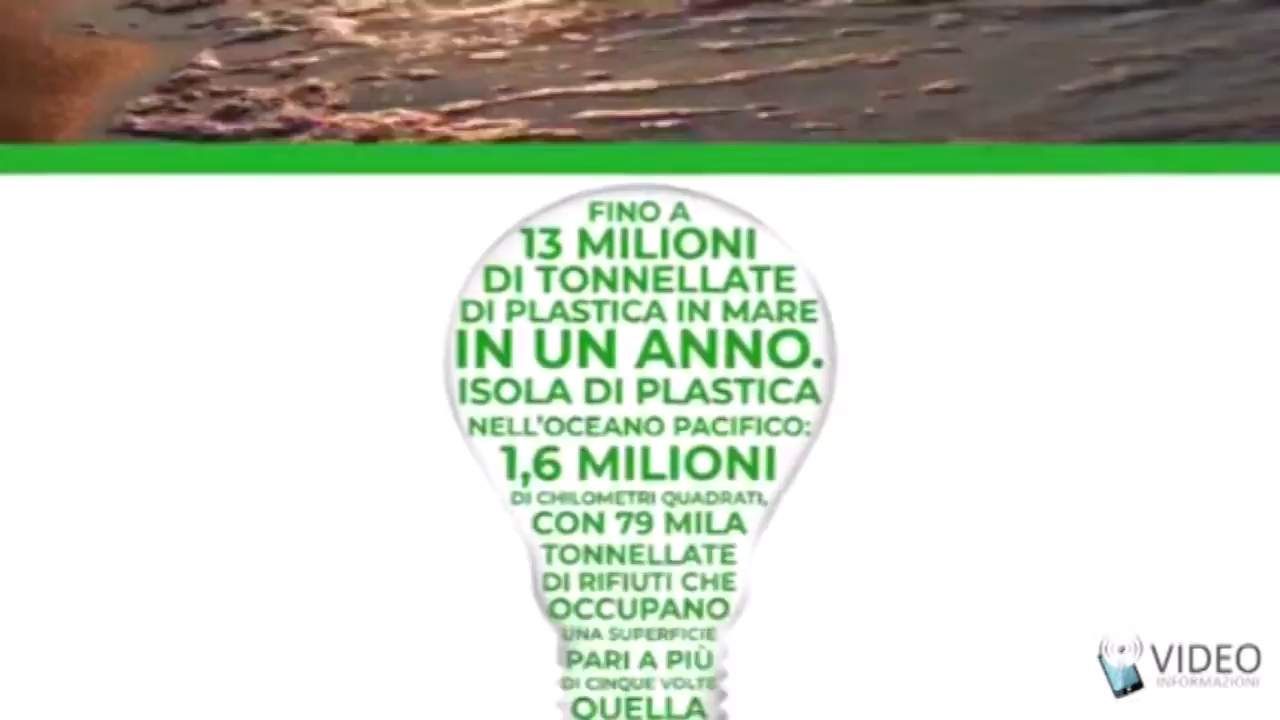 FINO A
13 MILIONI
DI TONNELLATE
DI PLASTICA IN MARE
IN UN ANNO.
ISOLA DI PLASTICA
NELL'OCEANO PACIFICO:
1,6 MILIONI
DI CHILOMETRI QUADRATI,
CON 79 MILA
TONNELLATE
DI RIFIUTI CHE
OCCUPANO
UNA SUPERFICIE
PARI A PIÙ
DI CINQUE VOLTE
QUELLA
VIDEO
INFORMAZIONI